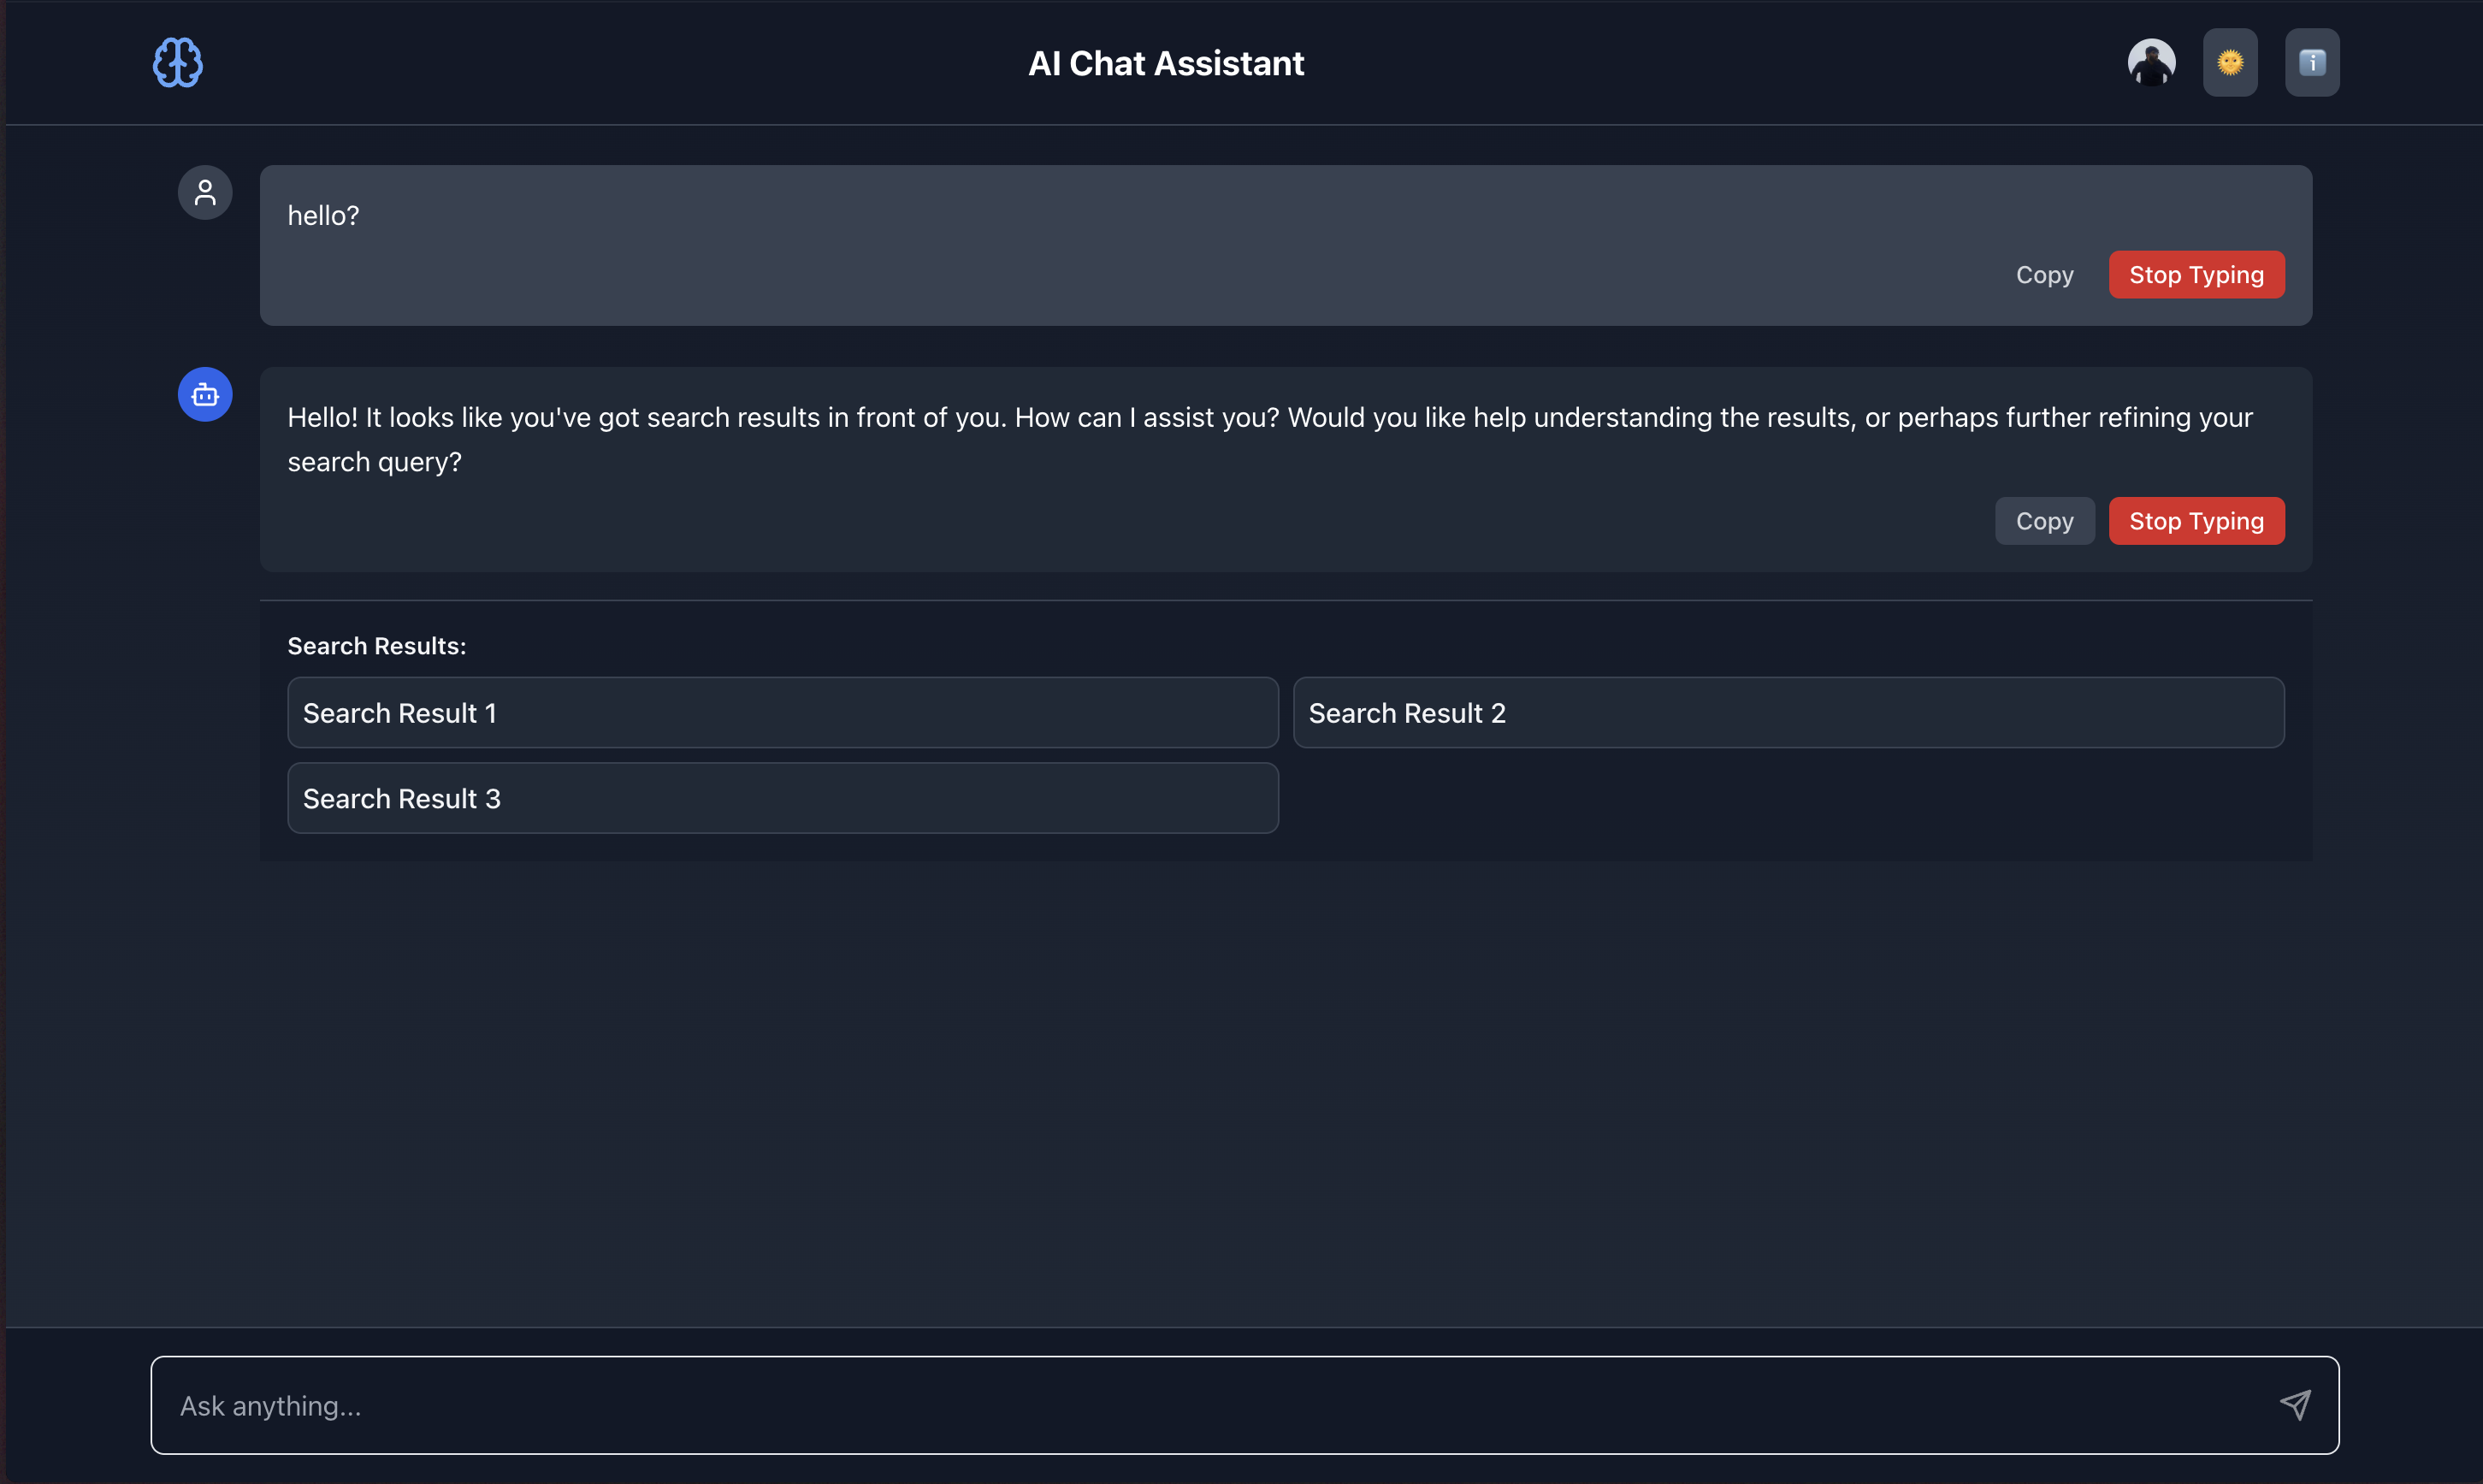 AI Chat Assistant
hello?
Copy
Stop Typing
Hello! It looks like you've got search results in front of you. How can I assist you? Would you like help understanding the results, or perhaps further refining your
search query?
Copy
Stop Typing
Search Results:
Search Result 1
Search Result 2
Search Result 3
Ask anything...